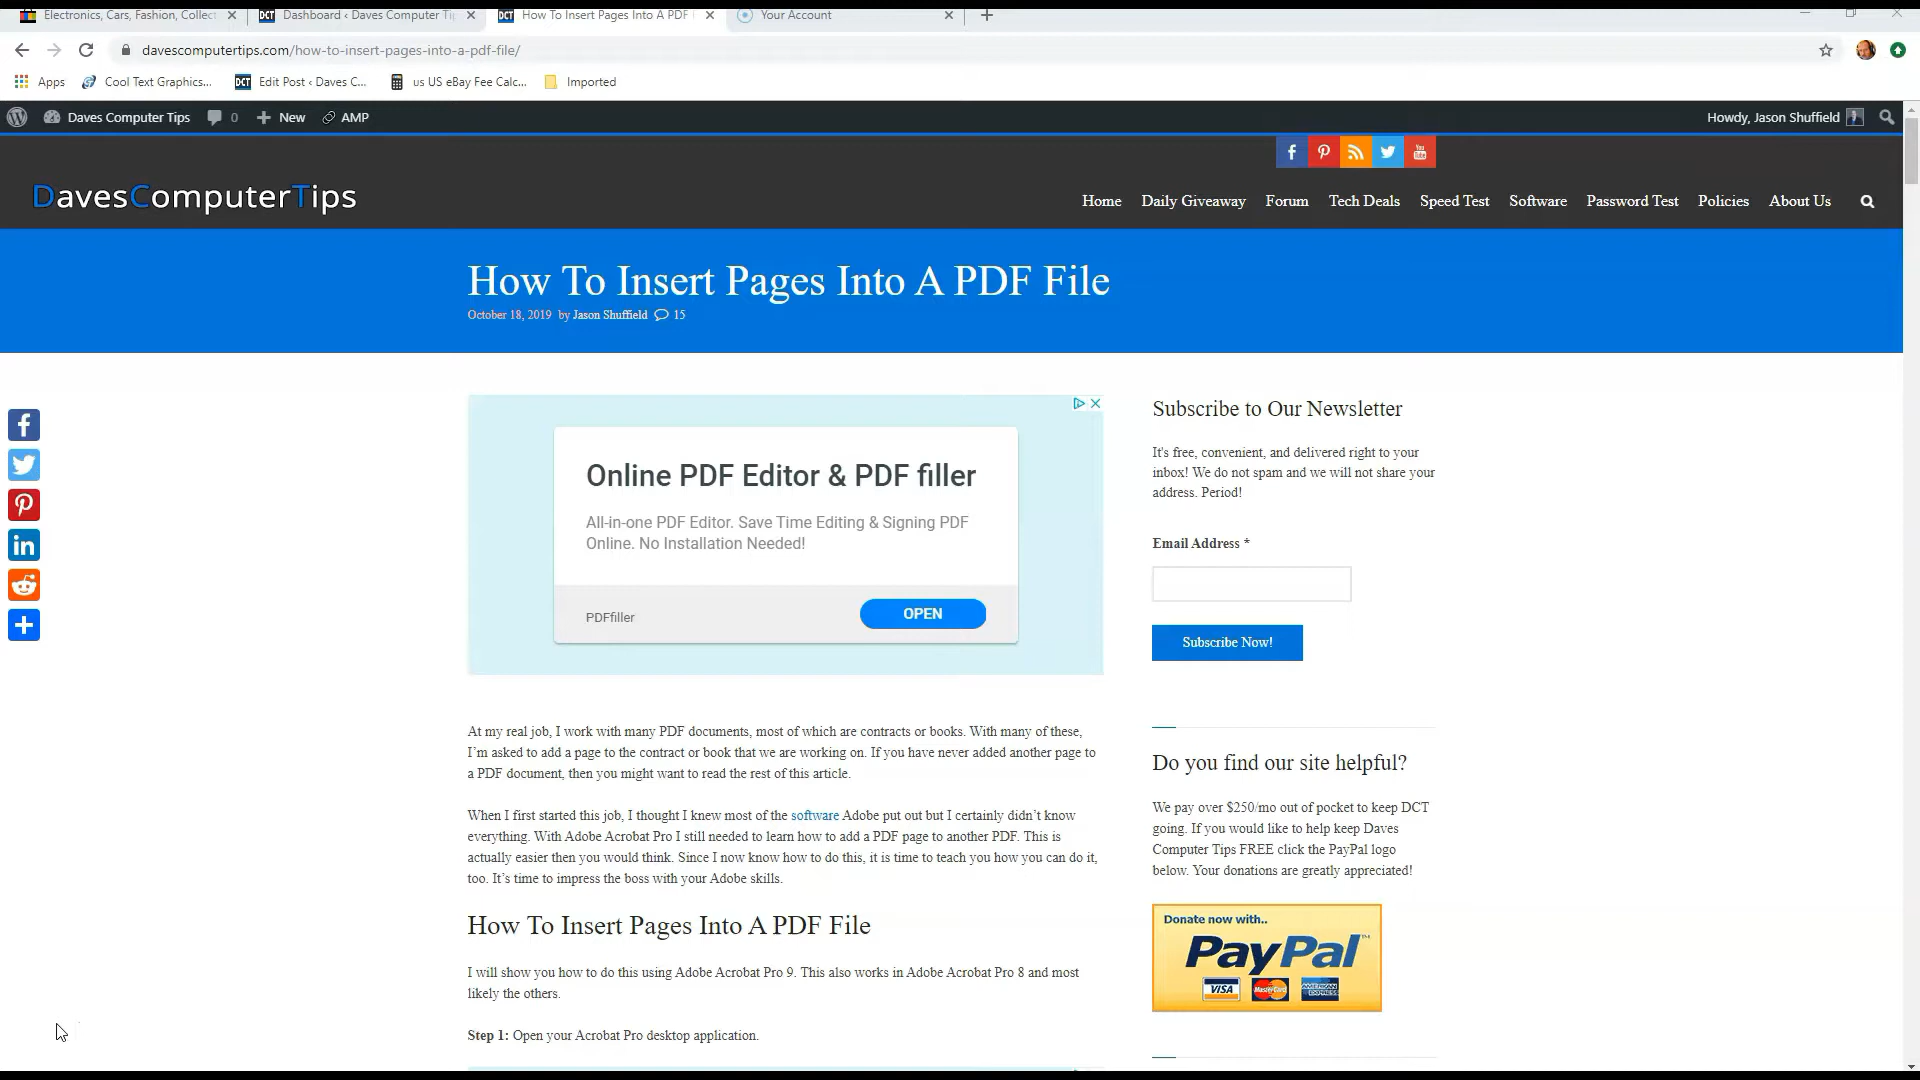 Electronics, Cars, Fashion, Collect
Dashboard ‹ Daves Computer Ti
How To Insert Pages Into A PDF
Your Account
davescomputertips.com/how-to-insert-pages-into-a-pdf-file/
Apps
Cool Text Graphics...
Edit Post ‹ Daves C...
us US eBay Fee Calc...
Imported
Daves Computer Tips
0
New
AMP
Howdy, Jason Shuffield
DavesComputerTips
Home
Daily Giveaway
Forum
Tech Deals
Speed Test
Software
Password Test
Policies
About Us
How To Insert Pages Into A PDF File
October 18, 2019 by Jason Shuffield 15
Online PDF Editor & PDF filler
All-in-one PDF Editor. Save Time Editing & Signing PDF
Online. No Installation Needed!
PDFfiller
OPEN
At my real job, I work with many PDF documents, most of which are contracts or books. With many of these,
I’m asked to add a page to the contract or book that we are working on. If you have never added another page to
a PDF document, then you might want to read the rest of this article.
When I first started this job, I thought I knew most of the software Adobe put out but I certainly didn’t know
everything. With Adobe Acrobat Pro I still needed to learn how to add a PDF page to another PDF. This is
actually easier then you would think. Since I now know how to do this, it is time to teach you how you can do it,
too. It’s time to impress the boss with your Adobe skills.
How To Insert Pages Into A PDF File
I will show you how to do this using Adobe Acrobat Pro 9. This also works in Adobe Acrobat Pro 8 and most
likely the others.
Step 1: Open your Acrobat Pro desktop application.
Subscribe to Our Newsletter
It's free, convenient, and delivered right to your
inbox! We do not spam and we will not share your
address. Period!
Email Address *
Subscribe Now!
Do you find our site helpful?
We pay over $250/mo out of pocket to keep DCT
going. If you would like to help keep Daves
Computer Tips FREE click the PayPal logo
below. Your donations are greatly appreciated!
Donate now with..
PayPal
VISA
MasterCard
AMERICAN EXPRESS